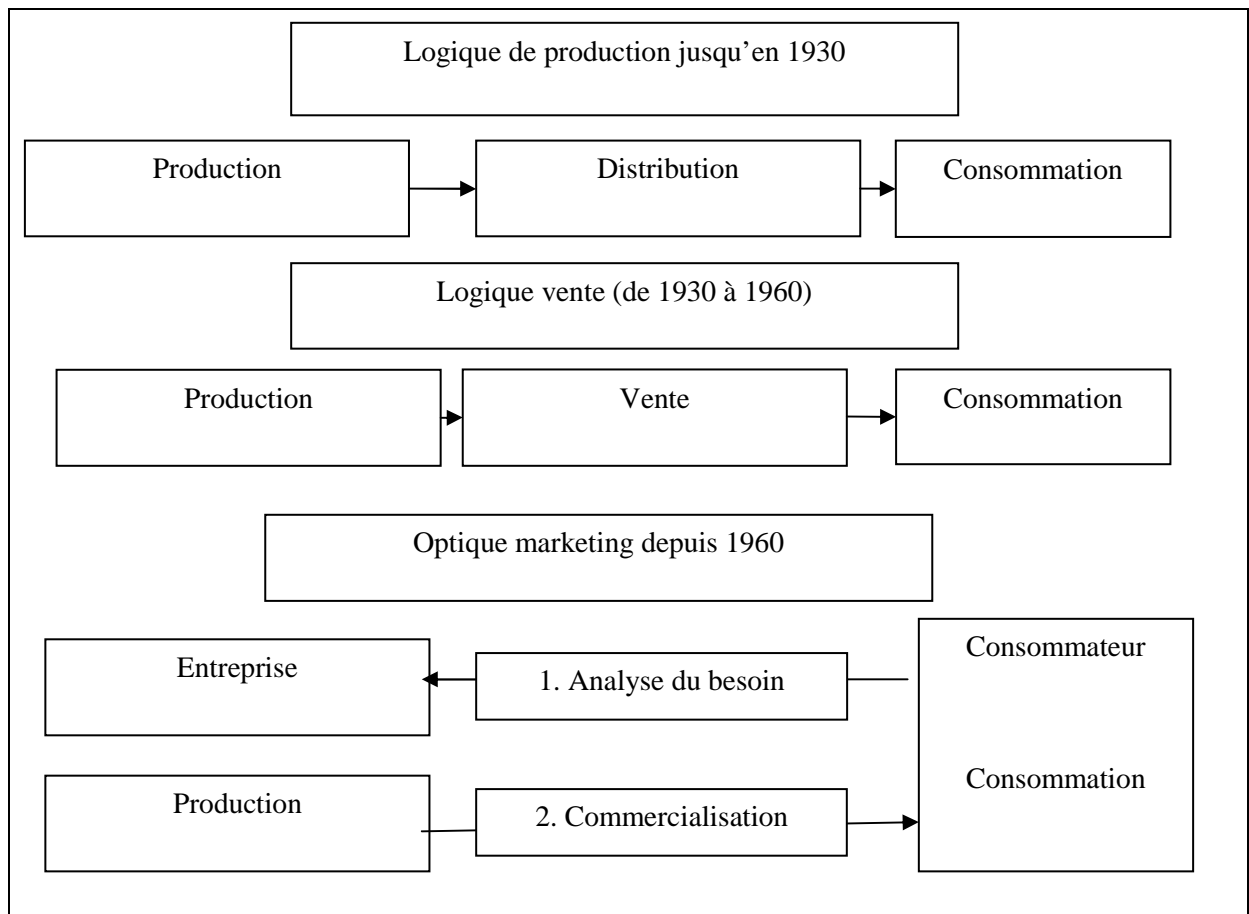 Logique de production jusqu’en 1930
Production
Distribution
Consommation
Logique vente (de 1930 à 1960)
Production
Vente
Consommation
Optique marketing depuis 1960
Entreprise
1. Analyse du besoin
Consommateur
Production
2. Commercialisation
Consommation